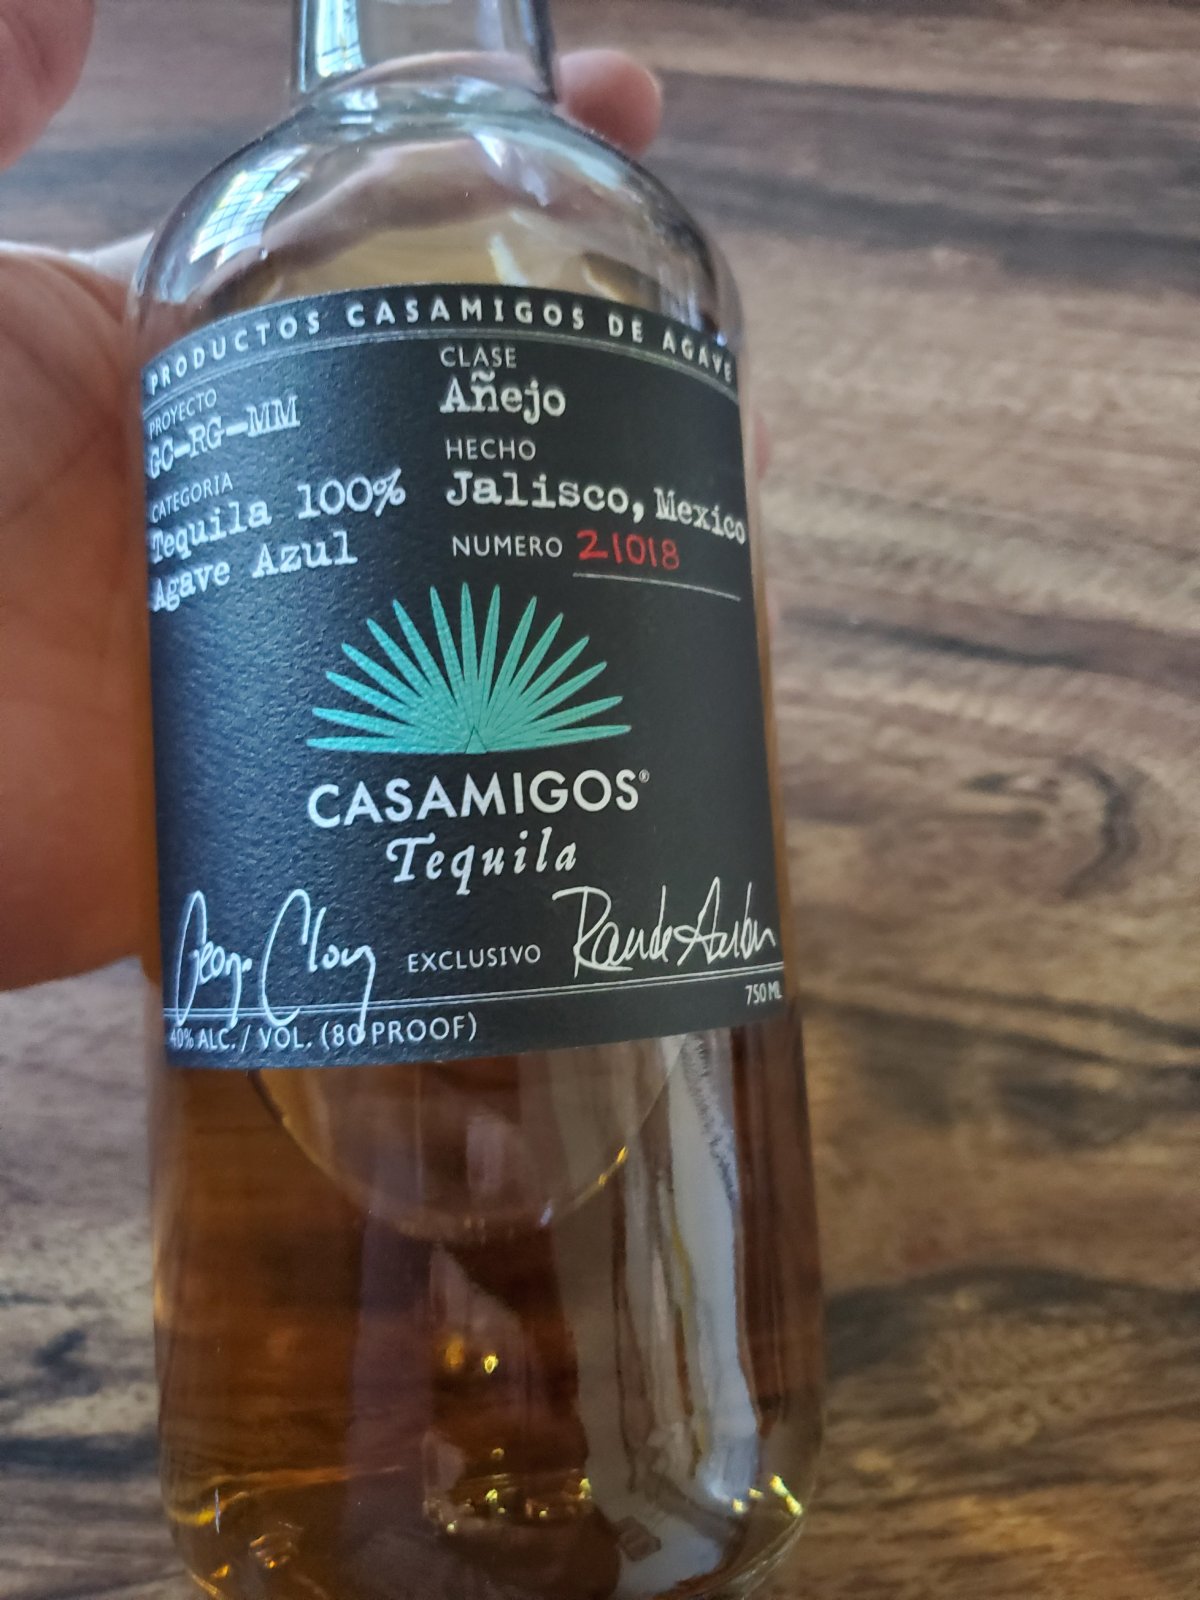 PRODUCTOS CASAMIGOS DE AGAVE
PROYECTO
GC-RG-MM
CATEGORIA
Tequila 100%
Agave Azul
CLASE
Añejo
HECHO
Jalisco, Mexico
NUMERO 21018
CASAMIGOS®
Tequila
EXCLUSIVO
750 ML
40% ALC. / VOL. (80 PROOF)